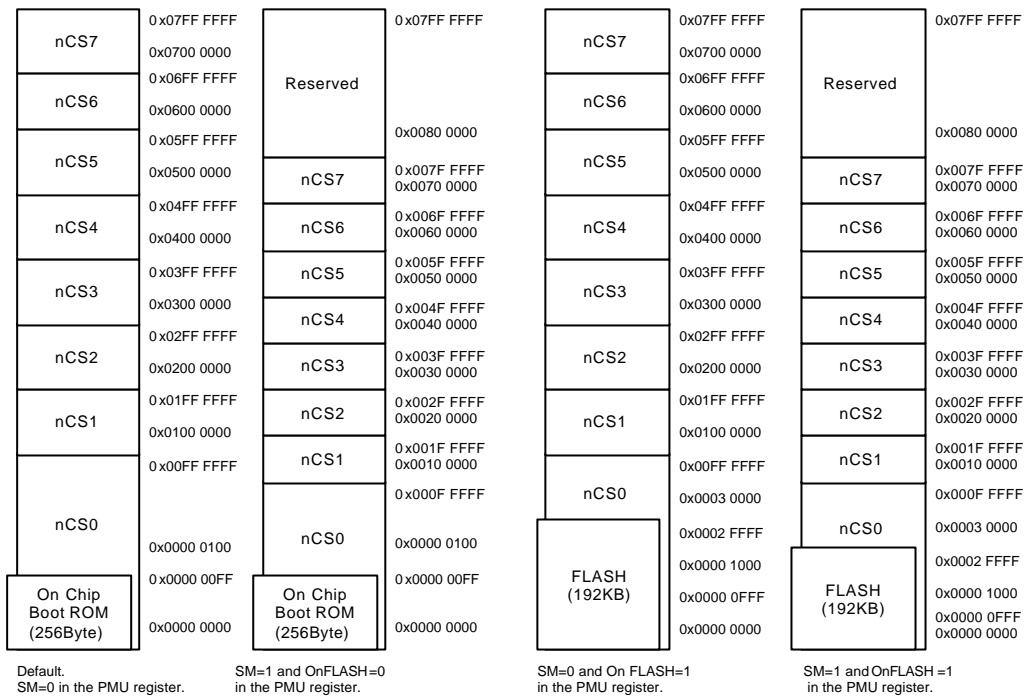 nCS7
0x07FF FFFF
0x0700 0000
nCS6
0x06FF FFFF
0x0600 0000
nCS5
0x05FF FFFF
0x0500 0000
nCS4
0x04FF FFFF
0x0400 0000
nCS3
0x03FF FFFF
0x0300 0000
nCS2
0x02FF FFFF
0x0200 0000
nCS1
0x01FF FFFF
0x0100 0000
nCS0
0x00FF FFFF
0x0000 0100
On Chip
Boot ROM
(256Byte)
0x0000 00FF
0x0000 0000
Default.
SM=0 in the PMU register.
Reserved
0x07FF FFFF
0x0080 0000
nCS7
0x007F FFFF
0x0070 0000
nCS6
0x006F FFFF
0x0060 0000
nCS5
0x005F FFFF
0x0050 0000
nCS4
0x004F FFFF
0x0040 0000
nCS3
0x003F FFFF
0x0030 0000
nCS2
0x002F FFFF
0x0020 0000
nCS1
0x001F FFFF
0x0010 0000
nCS0
0x000F FFFF
0x0000 0100
On Chip
Boot ROM
(256Byte)
0x0000 00FF
0x0000 0000
SM=1 and OnFLASH=0
in the PMU register.
nCS7
0x07FF FFFF
0x0700 0000
nCS6
0x06FF FFFF
0x0600 0000
nCS5
0x05FF FFFF
0x0500 0000
nCS4
0x04FF FFFF
0x0400 0000
nCS3
0x03FF FFFF
0x0300 0000
nCS2
0x02FF FFFF
0x0200 0000
nCS1
0x01FF FFFF
0x0100 0000
nCS0
0x00FF FFFF
0x0003 0000
FLASH
(192KB)
0x0002 FFFF
0x0000 1000
0x0000 0FFF
0x0000 0000
SM=0 and On FLASH=1
in the PMU register.
Reserved
0x07FF FFFF
0x0080 0000
nCS7
0x007F FFFF
0x0070 0000
nCS6
0x006F FFFF
0x0060 0000
nCS5
0x005F FFFF
0x0050 0000
nCS4
0x004F FFFF
0x0040 0000
nCS3
0x003F FFFF
0x0030 0000
nCS2
0x002F FFFF
0x0020 0000
nCS1
0x001F FFFF
0x0010 0000
nCS0
0x000F FFFF
0x0003 0000
FLASH
(192KB)
0x0002 FFFF
0x0000 1000
0x0000 0FFF
0x0000 0000
SM=1 and OnFLASH =1
in the PMU register.